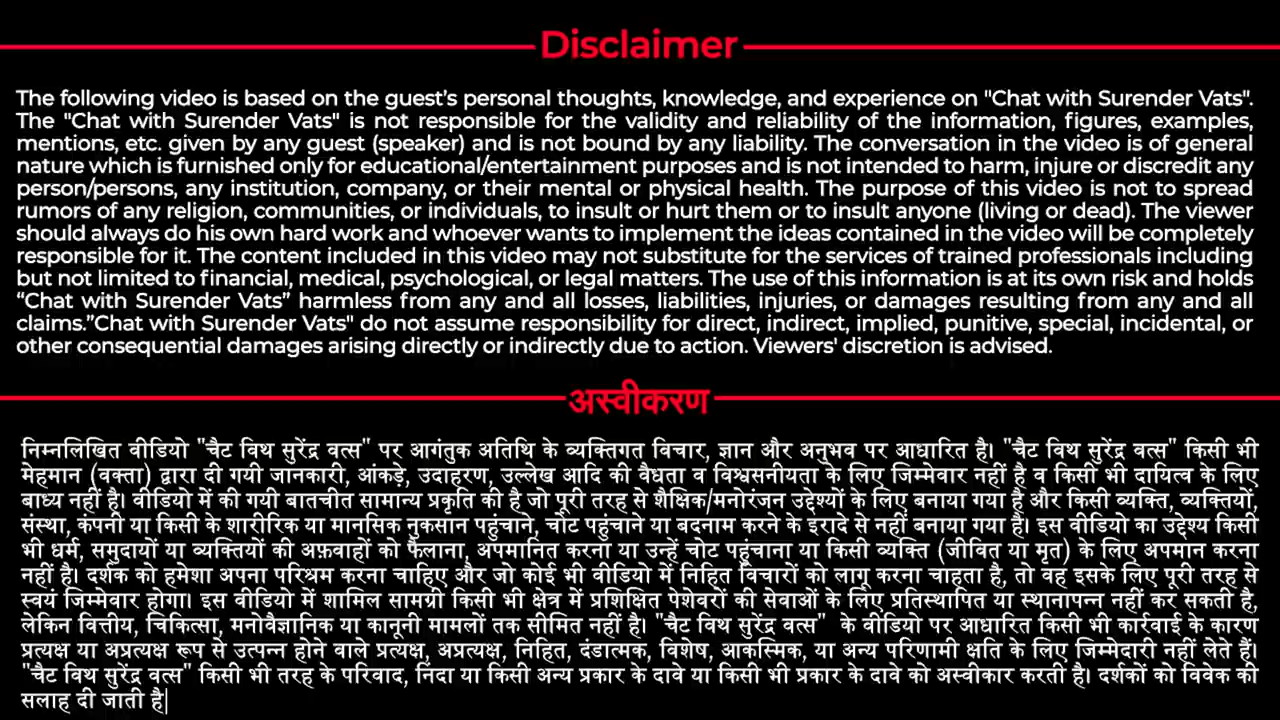 Disclaimer
The following video is based on the guest's personal thoughts, knowledge, and experience on "Chat with Surender Vats".
The "Chat with Surender Vats" is not responsible for the validity and reliability of the information, figures, examples,
mentions, etc. given by any guest (speaker) and is not bound by any liability. The conversation in the video is of general
nature which is furnished only for educational/entertainment purposes and is not intended to harm, injure or discredit any
person/persons, any institution, company, or their mental or physical health. The purpose of this video is not to spread
rumors of any religion, communities, or individuals, to insult or hurt them or to insult anyone (living or dead). The viewer
should always do his own hard work and whoever wants to implement the ideas contained in the video will be completely
responsible for it. The content included in this video may not substitute for the services of trained professionals including
but not limited to financial, medical, psychological, or legal matters. The use of this information is at its own risk and holds
“Chat with Surender Vats” harmless from any and all losses, liabilities, injuries, or damages resulting from any and all
claims.”Chat with Surender Vats" do not assume responsibility for direct, indirect, implied, punitive, special, incidental, or
other consequential damages arising directly or indirectly due to action. Viewers' discretion is advised.
अस्वीकरण
निम्नलिखित वीडियो "चैट विथ सुरेंद्र वत्स" पर आगंतुक अतिथि के व्यक्तिगत विचार, ज्ञान और अनुभव पर आधारित है। "चैट विथ सुरेंद्र वत्स" किसी भी
मेहमान (वक्ता) द्वारा दी गयी जानकारी, आंकड़े, उदाहरण, उल्लेख आदि की वैधता व विश्वसनीयता के लिए जिम्मेवार नहीं है व किसी भी दायित्व के लिए
बाध्य नहीं है। वीडियो में की गयी बातचीत सामान्य प्रकृति की है जो पूरी तरह से शैक्षिक/मनोरंजन उद्देश्यों के लिए बनाया गया है और किसी व्यक्ति, व्यक्तियों,
संस्था, कंपनी या किसी के शारीरिक या मानसिक नुकसान पहुंचाने, चोट पहुंचाने या बदनाम करने के इरादे से नहीं बनाया गया है। इस वीडियो का उद्देश्य किसी
भी धर्म, समुदायों या व्यक्तियों की अफ़वाहों को फैलाना, अपमानित करना या उन्हें चोट पहुंचाना या किसी व्यक्ति (जीवित या मृत) के लिए अपमान करना
नहीं है। दर्शक को हमेशा अपना परिश्रम करना चाहिए और जो कोई भी वीडियो में निहित विचारों को लागू करना चाहता है, तो वह इसके लिए पूरी तरह से
स्वयं जिम्मेवार होगा। इस वीडियो में शामिल सामग्री किसी भी क्षेत्र में प्रशिक्षित पेशेवरों की सेवाओं के लिए प्रतिस्थापित या स्थानापन्न नहीं कर सकती है,
लेकिन वित्तीय, चिकित्सा, मनोवैज्ञानिक या कानूनी मामलों तक सीमित नहीं है। "चैट विथ सुरेंद्र वत्स" के वीडियो पर आधारित किसी भी कार्रवाई के कारण
प्रत्यक्ष या अप्रत्यक्ष रूप से उत्पन्न होने वाले प्रत्यक्ष, अप्रत्यक्ष, निहित, दंडात्मक, विशेष, आकस्मिक, या अन्य परिणामी क्षति के लिए जिम्मेदारी नहीं लेते हैं।
"चैट विथ सुरेंद्र वत्स" किसी भी तरह के परिवाद, निंदा या किसी अन्य प्रकार के दावे या किसी भी प्रकार के दावे को अस्वीकार करती है। दर्शकों को विवेक की
सलाह दी जाती है|